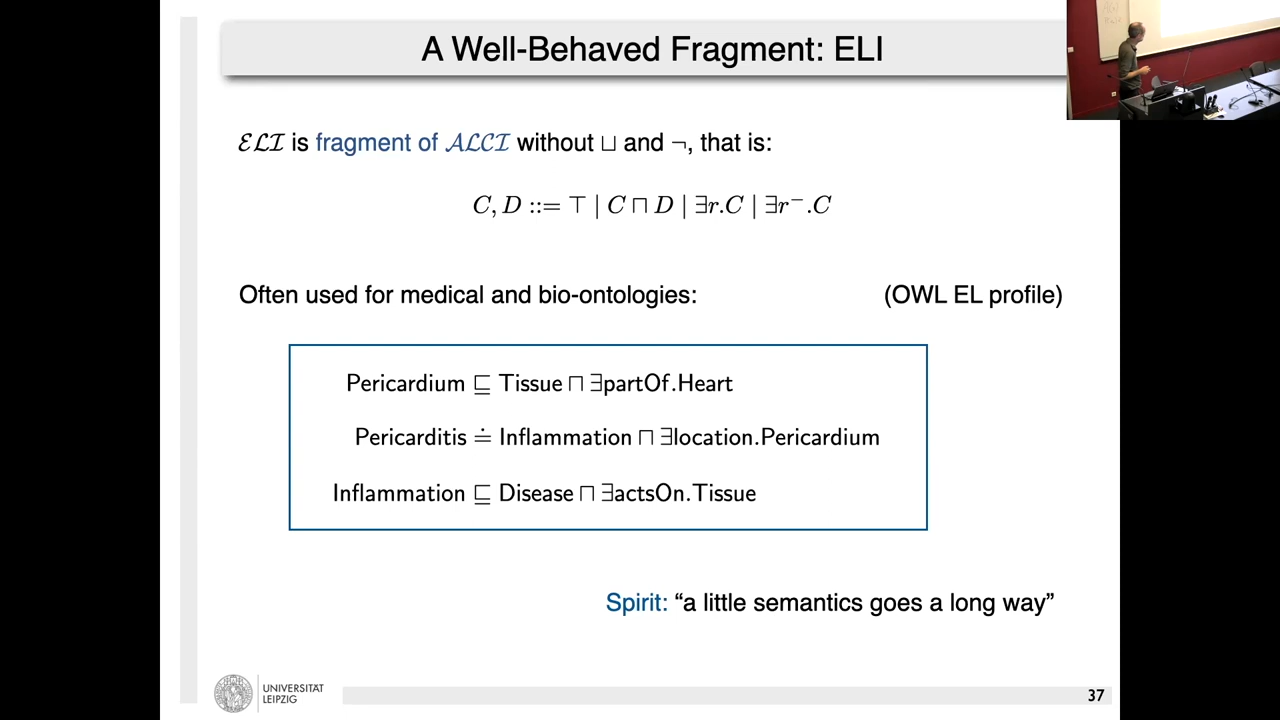 A Well-Behaved Fragment: ELI
ℰℒℐ is fragment of 𝒜ℒ𝒞ℐ without ⊔ and ¬, that is:
C, D ::= ⊤ | C ⊓ D | ∃r.C | ∃r⁻.C
Often used for medical and bio-ontologies: (OWL EL profile)
Pericardium ⊑ Tissue ⊓ ∃partOf.Heart
Pericarditis ≐ Inflammation ⊓ ∃location.Pericardium
Inflammation ⊑ Disease ⊓ ∃actsOn.Tissue
Spirit: “a little semantics goes a long way”
UNIVERSITÄT
LEIPZIG
37